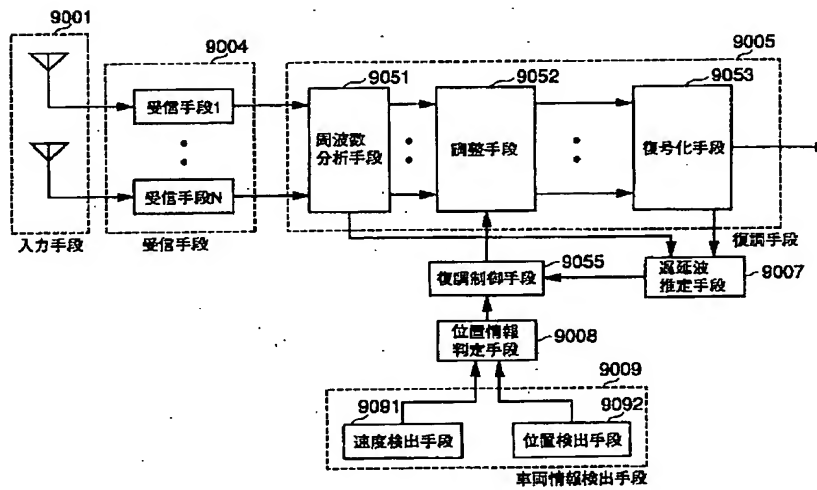 9001
9004
9005
9051
9052
9053
受信手段1
受信手段N
周波数
分析手段
調整手段
復号化手段
入力手段
受信手段
復調手段
9055
復調制御手段
遅延波
推定手段
9007
位置情報
判定手段
9008
9009
9091
9092
速度検出手段
位置検出手段
車両情報検出手段